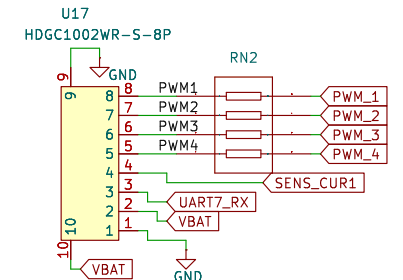 U17
HDGC1002WR-S-8P
RN2
9
GND
9
8
8
PWM1
PWM_1
7
7
PWM2
PWM_2
6
6
PWM3
PWM_3
5
5
PWM4
PWM_4
4
4
SENS_CUR1
3
3
UART7_RX
2
2
VBAT
1
1
10
10
VBAT
GND